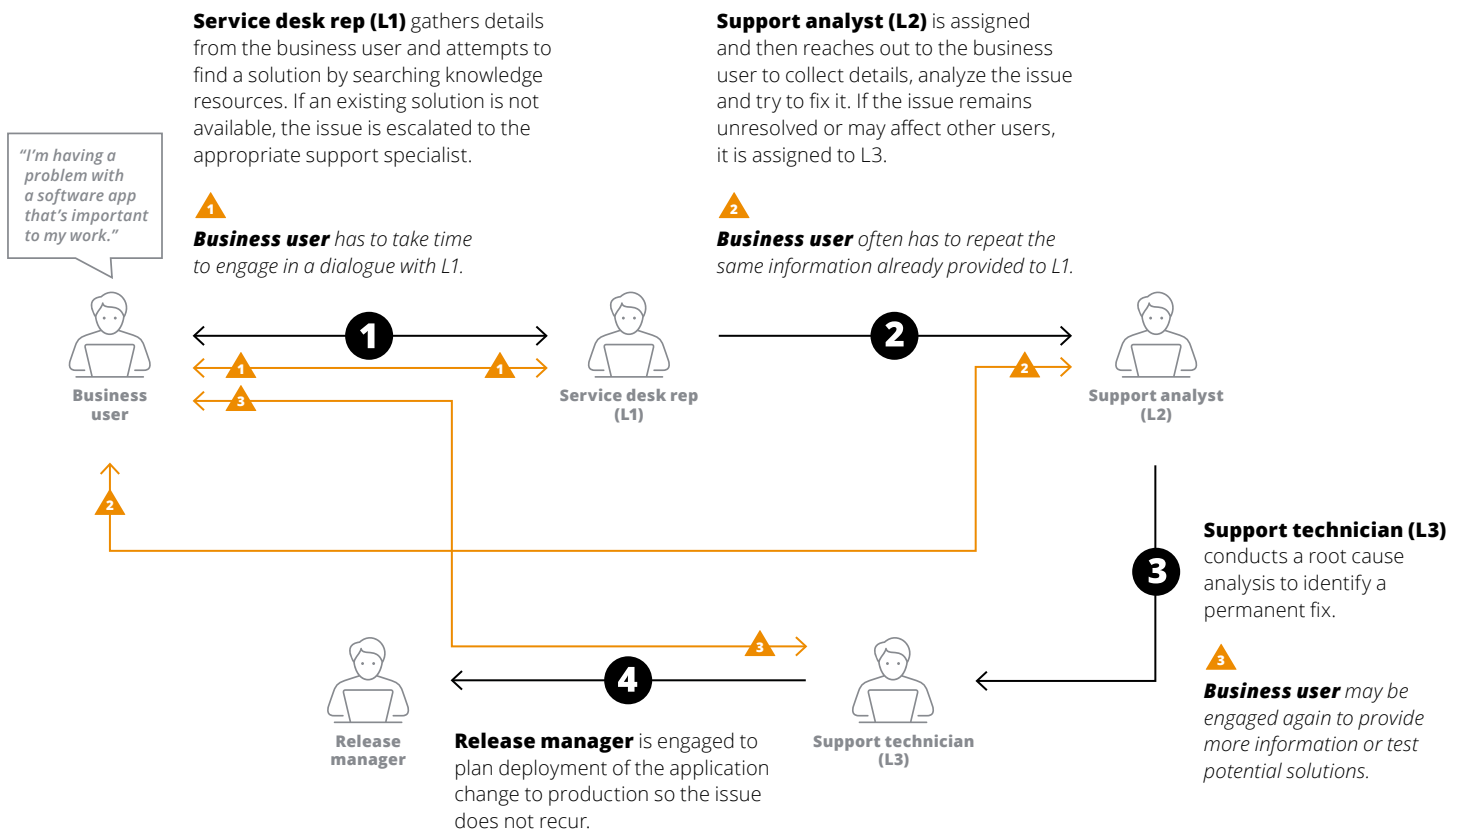 Service desk rep (L1) gathers details
from the business user and attempts to
find a solution by searching knowledge
resources. If an existing solution is not
available, the issue is escalated to the
appropriate support specialist.
Support analyst (L2) is assigned
and then reaches out to the business
user to collect details, analyze the issue
and try to fix it. If the issue remains
unresolved or may affect other users,
it is assigned to L3.
"I'm having a
problem with
a software app
that's important
to my work."
1
Business user has to take time
to engage in a dialogue with L1.
2
Business user often has to repeat the
same information already provided to L1.
1
2
1
1
2
3
Business
user
Service desk rep
(L1)
Support analyst
(L2)
2
3
Support technician (L3)
conducts a root cause
analysis to identify a
permanent fix.
3
Business user may be
engaged again to provide
more information or test
potential solutions.
3
4
Release
manager
Release manager is engaged to
plan deployment of the application
change to production so the issue
does not recur.
Support technician
(L3)